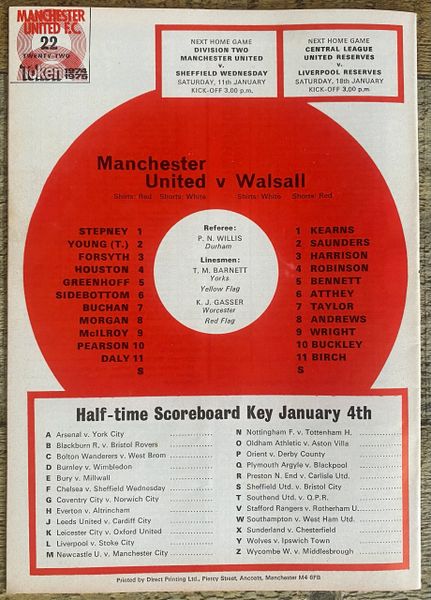 MANCHESTER
UNITED F.C.
22
TWENTY-TWO
token
NEXT HOME GAME
DIVISION TWO
MANCHESTER UNITED
v.
SHEFFIELD WEDNESDAY
SATURDAY, 11th JANUARY
KICK-OFF 3.00 p.m.
NEXT HOME GAME
CENTRAL LEAGUE
UNITED RESERVES
v.
LIVERPOOL RESERVES
SATURDAY, 18th JANUARY
KICK-OFF 3.00 p.m.
Manchester
United v Walsall
Shirts: Red Shorts: White Shirts: White Shorts: Red
STEPNEY 1
YOUNG (T.) 2
FORSYTH 3
HOUSTON 4
GREENHOFF 5
SIDEBOTTOM 6
BUCHAN 7
MORGAN 8
McILROY 9
PEARSON 10
DALY 11
S
Referee:
P. N. WILLIS
Durham
Linesmen:
T. M. BARNETT
Yorks.
Yellow Flag
K. J. GASSER
Worcester
Red Flag
1 KEARNS
2 SAUNDERS
3 HARRISON
4 ROBINSON
5 BENNETT
6 ATTHEY
7 TAYLOR
8 ANDREWS
9 WRIGHT
10 BUCKLEY
11 BIRCH
S
Half-time Scoreboard Key January 4th
A Arsenal v. York City
B Blackburn R. v. Bristol Rovers
C Bolton Wanderers v. West Brom
D Burnley v. Wimbledon
E Bury v. Millwall
F Chelsea v. Sheffield Wednesday
G Coventry City v. Norwich City
H Everton v. Altrincham
J Leeds United v. Cardiff City
K Leicester City v. Oxford United
L Liverpool v. Stoke City
M Newcastle U. v. Manchester City
N Nottingham F. v. Tottenham H.
O Oldham Athletic v. Aston Villa
P Orient v. Derby County
Q Plymouth Argyle v. Blackpool
R Preston N. End v. Carlisle Utd.
S Sheffield Utd. v. Bristol City
T Southend Utd. v. Q.P.R.
V Stafford Rangers v. Rotherham U.
W Southampton v. West Ham Utd.
X Sunderland v. Chesterfield
Y Wolves v. Ipswich Town
Z Wycombe W. v. Middlesbrough
Printed by Direct Printing Ltd., Piercy Street, Ancoats, Manchester M4 6FB